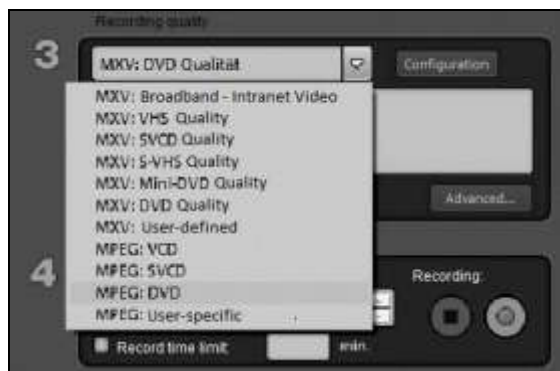 Recording quality
3
MXV: DVD Qualität
Configuration
MXV: Broadband - Intranet Video
MXV: VHS Quality
MXV: SVCD Quality
MXV: S-VHS Quality
MXV: Mini-DVD Quality
MXV: DVD Quality
MXV: User-defined
MPEG: VCD
MPEG: SVCD
MPEG: DVD
MPEG: User-specific
Advanced...
4
Recording:
Record time limit
min.